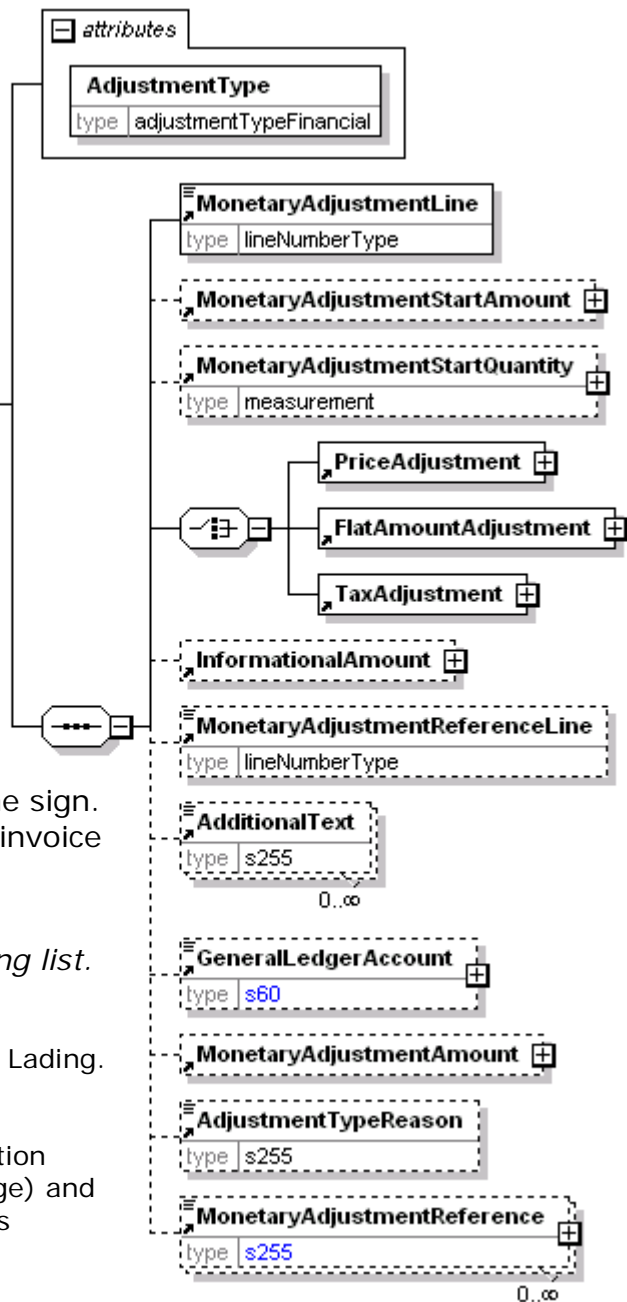 attributes
AdjustmentType
type adjustmentTypeFinancial
MonetaryAdjustmentLine
type lineNumberType
MonetaryAdjustmentStartAmount
MonetaryAdjustmentStartQuantity
type measurement
PriceAdjustment
FlatAmountAdjustment
TaxAdjustment
InformationalAmount
MonetaryAdjustmentReferenceLine
type lineNumberType
e sign.
invoice
AdditionalText
type s255
0..∞
ng list.
GeneralLedgerAccount
type s60
Lading.
MonetaryAdjustmentAmount
AdjustmentTypeReason
type s255
tion
ge) and
s
MonetaryAdjustmentReference
type s255
0..∞